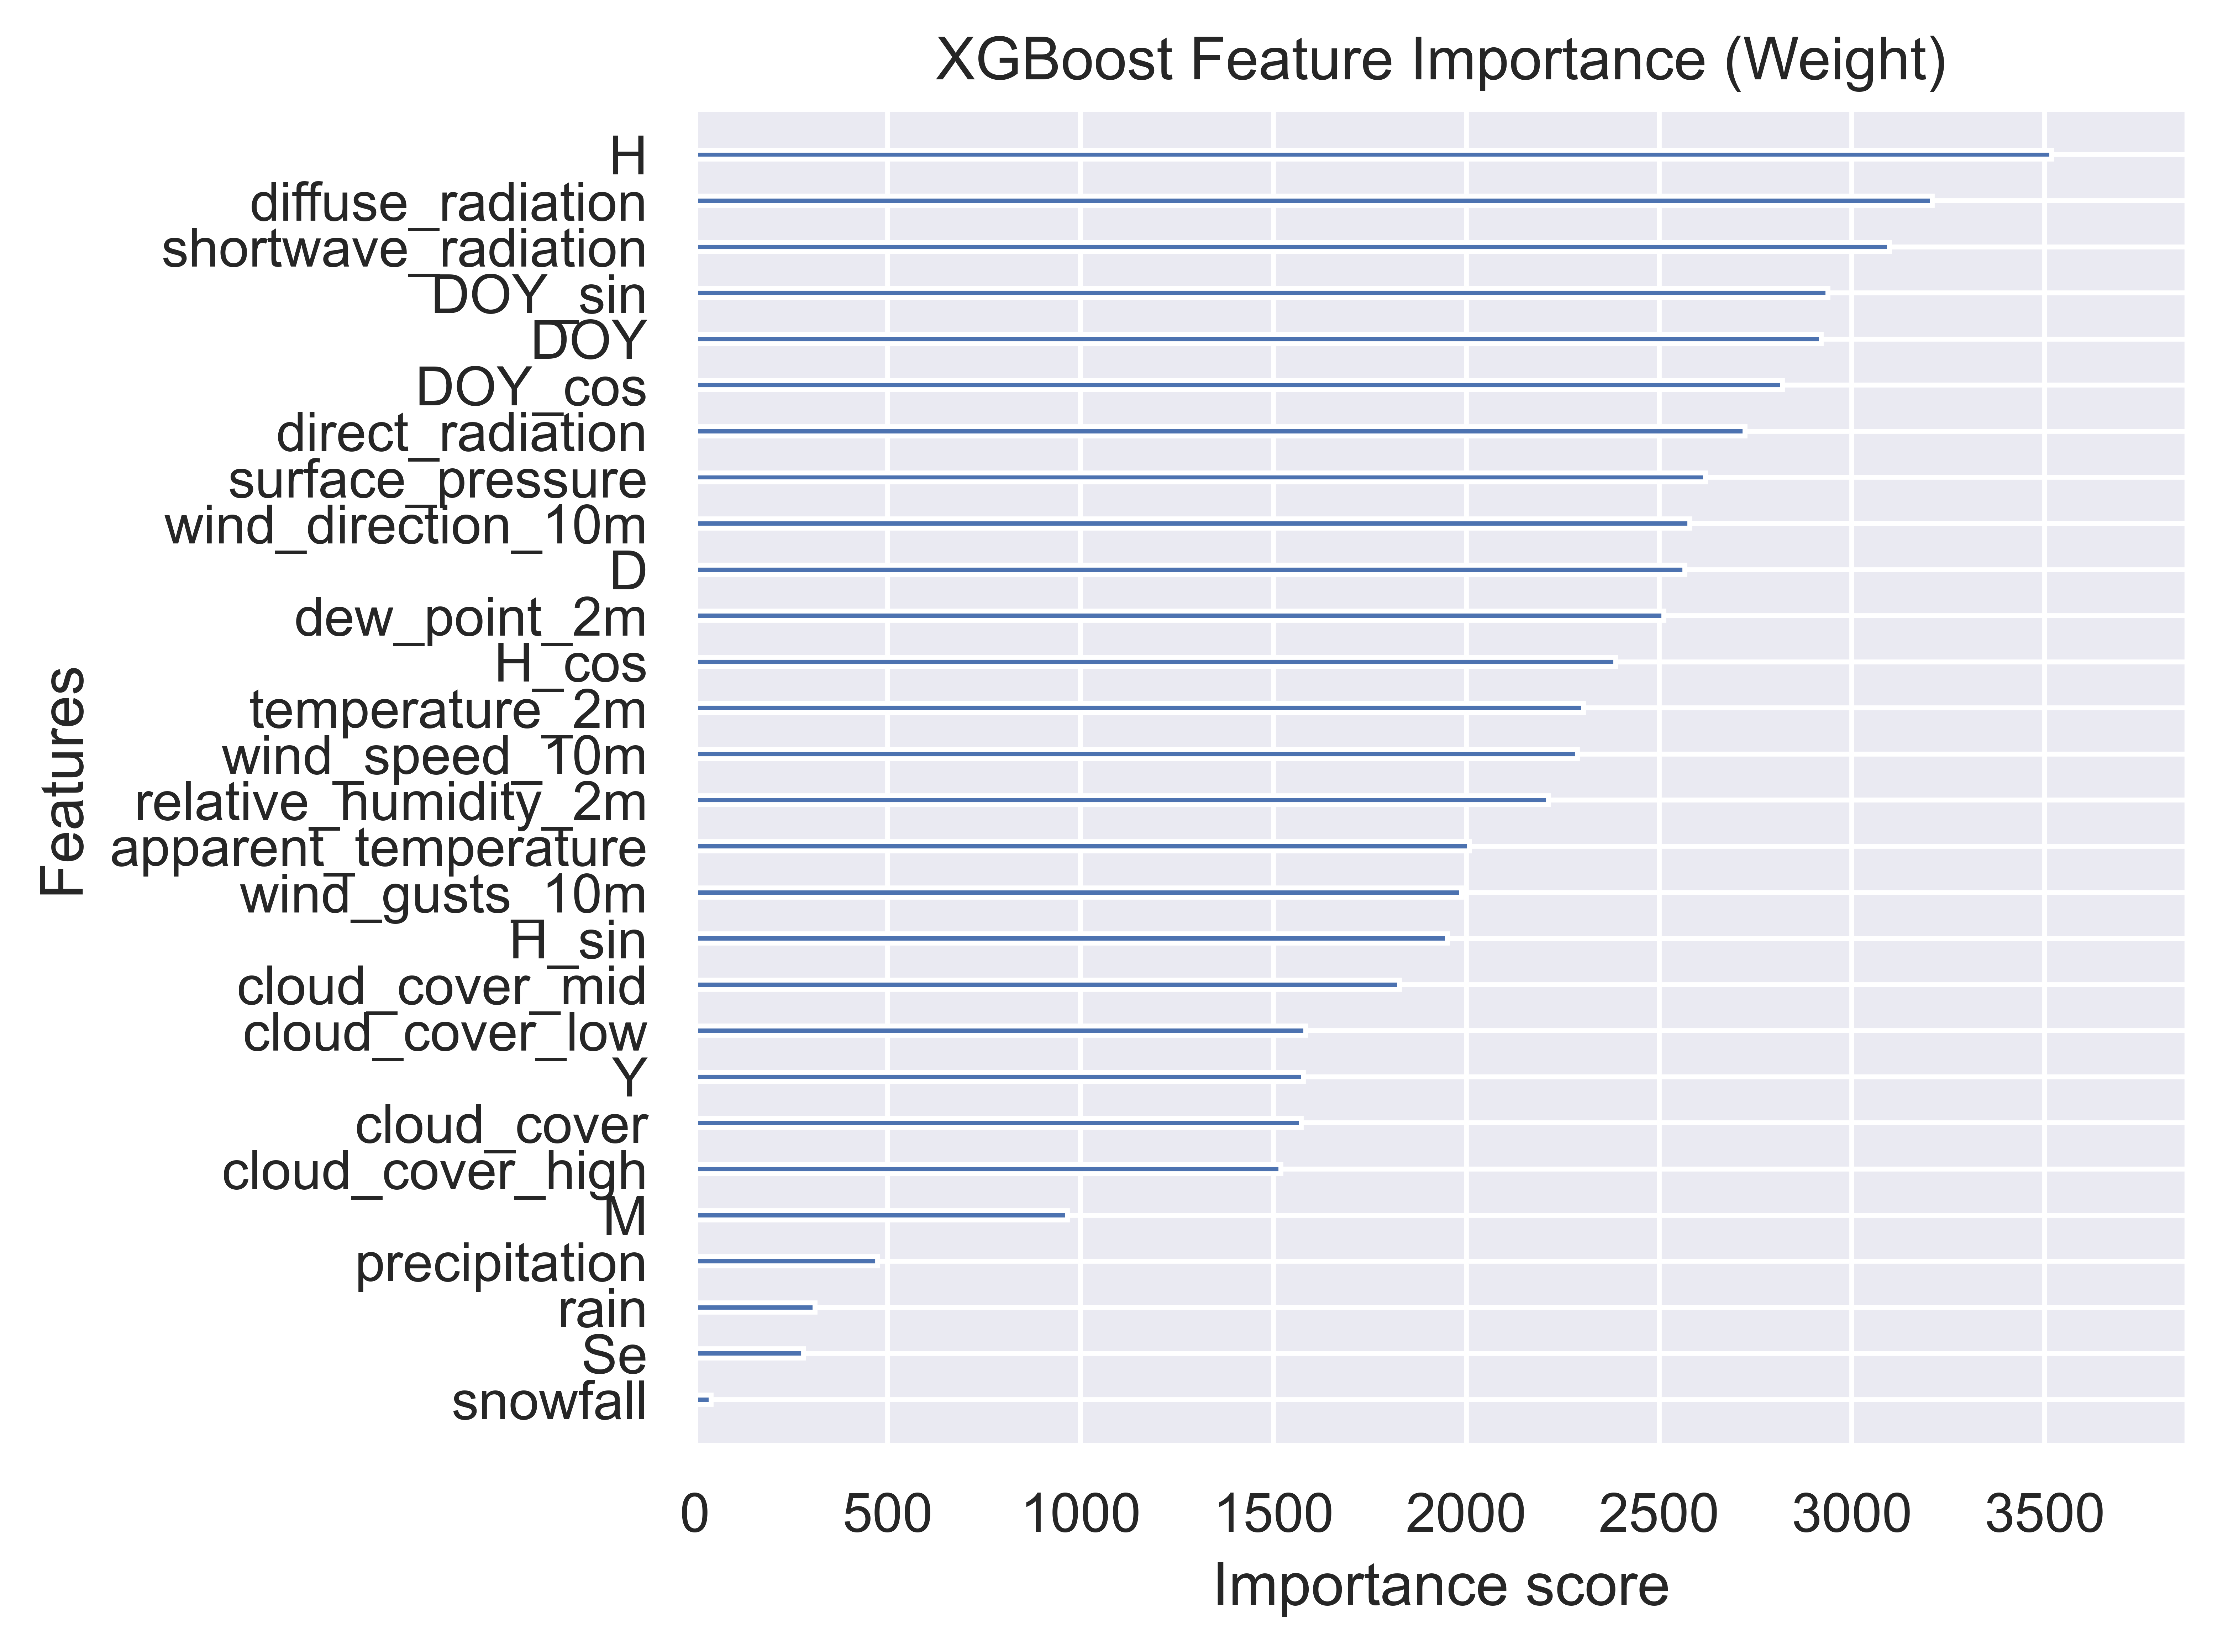 XGBoost Feature Importance (Weight)
H
diffuse_radiation
shortwave_radiation
DOY_sin
DOY
DOY_cos
direct_radiation
surface_pressure
wind_direction_10m
D
dew_point_2m
H_cos
temperature_2m
wind_speed_10m
relative_humidity_2m
apparent_temperature
wind_gusts_10m
H_sin
cloud_cover_mid
cloud_cover_low
Y
cloud_cover
cloud_cover_high
M
precipitation
rain
Se
snowfall
Features
0 500 1000 1500 2000 2500 3000 3500
Importance score